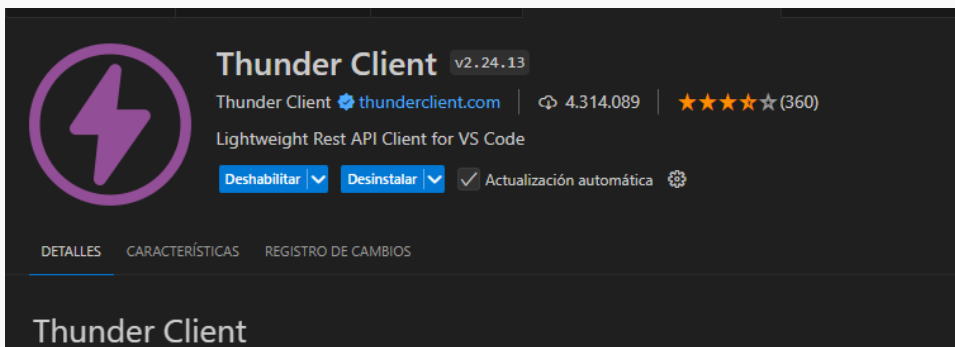 Thunder Client v2.24.13
Thunder Client thunderclient.com 4.314.089 (360)
Lightweight Rest API Client for VS Code
Deshabilitar Desinstalar Actualización automática
DETALLES CARACTERÍSTICAS REGISTRO DE CAMBIOS
Thunder Client